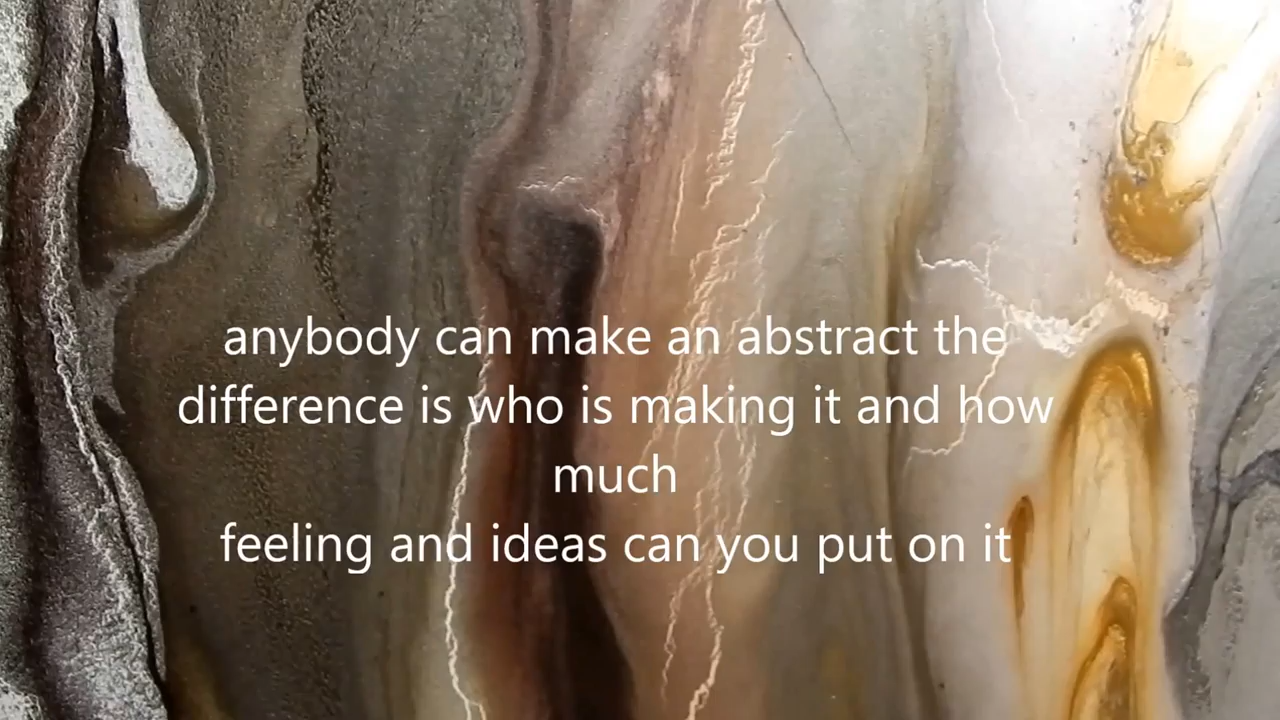 anybody can make an abstract the
difference is who is making it and how
much
feeling and ideas can you put on it